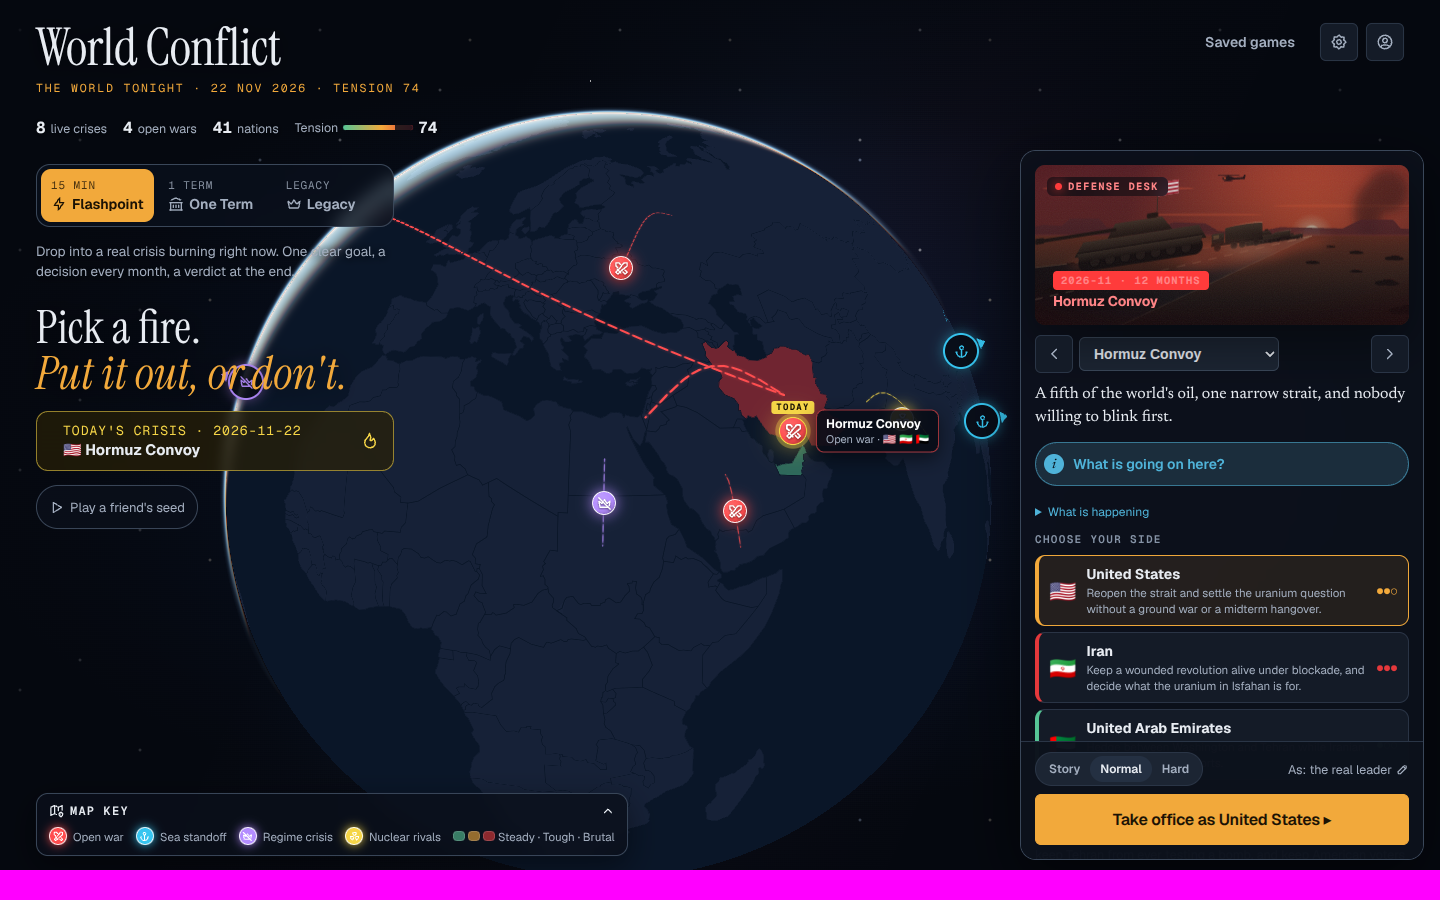 World Conflict
THE WORLD TONIGHT · 22 NOV 2026 · TENSION 74
8 live crises 4 open wars 41 nations Tension 74
Saved games
15 MIN
Flashpoint
1 TERM
One Term
LEGACY
Legacy
Drop into a real crisis burning right now. One clear goal, a
decision every month, a verdict at the end.
Pick a fire.
Put it out, or don't.
TODAY'S CRISIS · 2026-11-22
Hormuz Convoy
Play a friend's seed
TODAY
Hormuz Convoy
Open war ·
MAP KEY
Open war
Sea standoff
Regime crisis
Nuclear rivals
Steady · Tough · Brutal
DEFENSE DESK
2026-11 · 12 MONTHS
Hormuz Convoy
Hormuz Convoy
A fifth of the world's oil, one narrow strait, and nobody
willing to blink first.
What is going on here?
What is happening
CHOOSE YOUR SIDE
United States
Reopen the strait and settle the uranium question
without a ground war or a midterm hangover.
Iran
Keep a wounded revolution alive under blockade, and
decide what the uranium in Isfahan is for.
United Arab Emirates
Story Normal Hard
As: the real leader
Take office as United States ▸